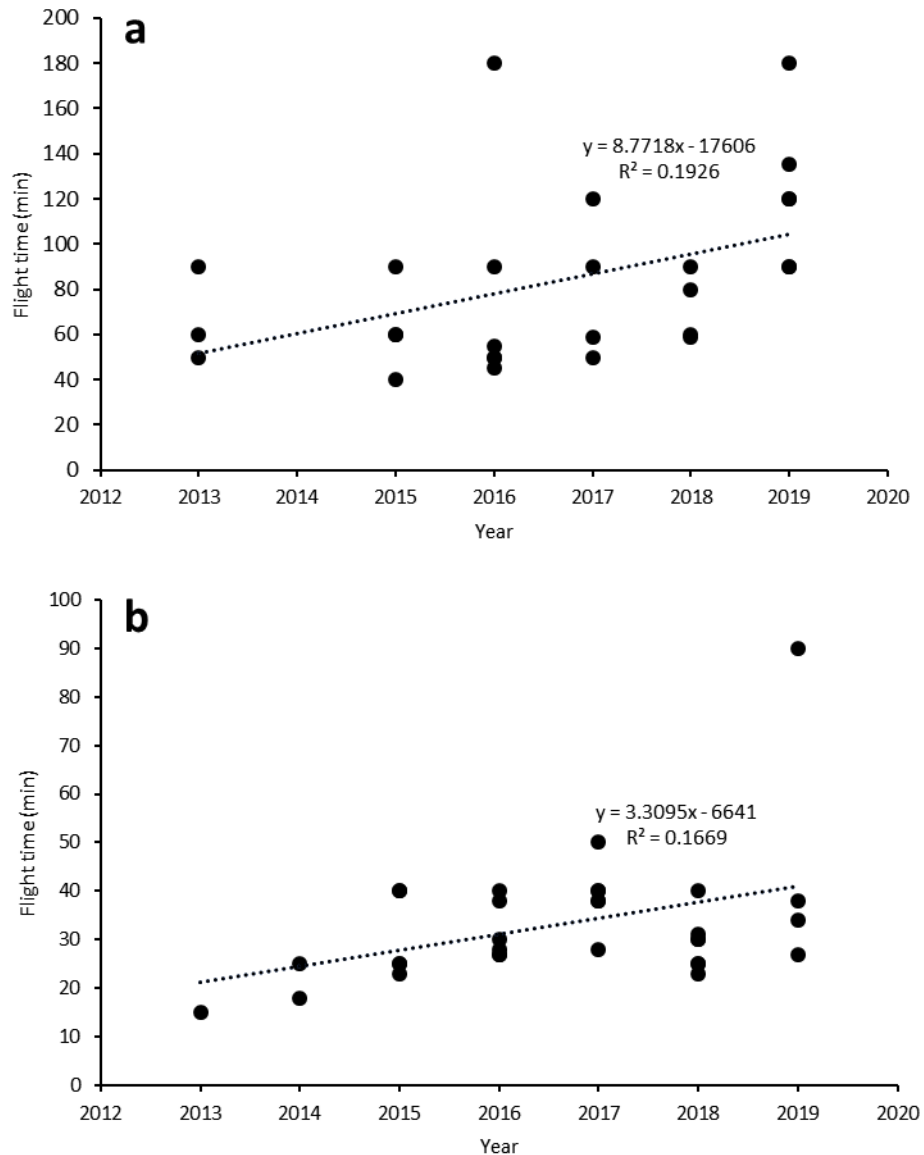 a
200
180
160
140
120
100
80
60
40
20
0
Flight time (min)
y = 8.7718x - 17606
R² = 0.1926
2012 2013 2014 2015 2016 2017 2018 2019 2020
Year
b
100
90
80
70
60
50
40
30
20
10
0
Flight time (min)
y = 3.3095x - 6641
R² = 0.1669
2012 2013 2014 2015 2016 2017 2018 2019 2020
Year